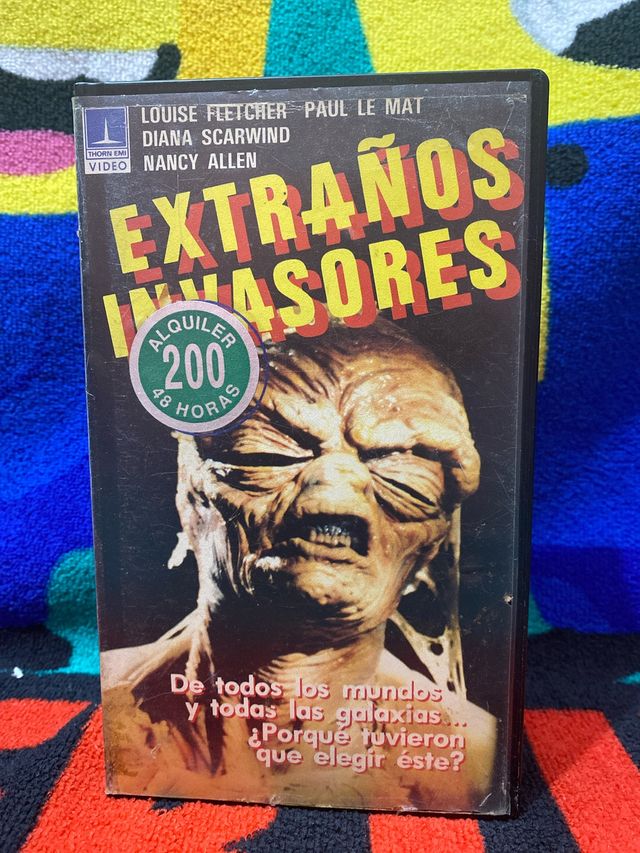 THORN EMI
VIDEO
LOUISE FLETCHER PAUL LE MAT
DIANA SCARWIND
NANCY ALLEN
EXTRAÑOS
INVASORES
ALQUILER
200
48 HORAS
De todos los mundos
y todas las galaxias...
¿Porqué tuvieron
que elegir éste?